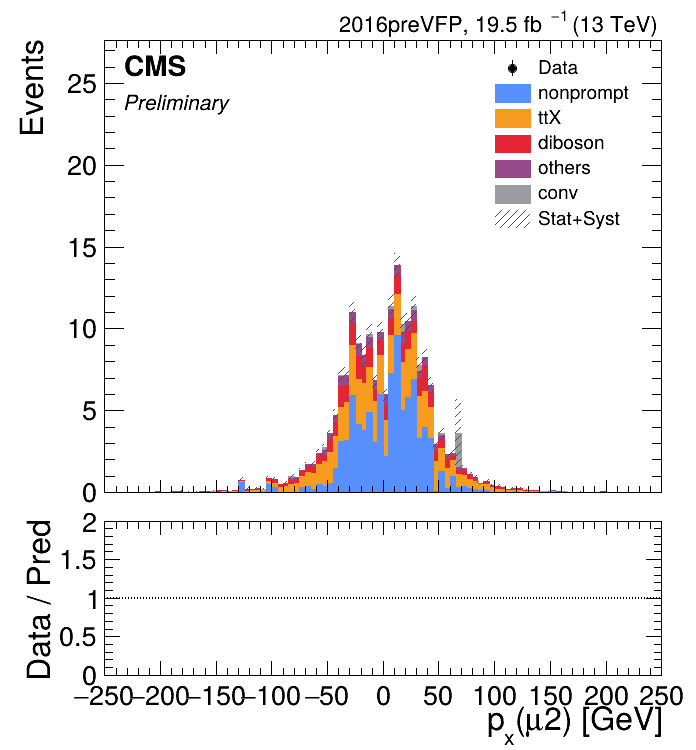 2016preVFP, 19.5 fb⁻¹ (13 TeV)
CMS
Preliminary
Events
Data
nonprompt
ttX
diboson
others
conv
Stat+Syst
25
20
15
10
5
0
Data / Pred
2
1.5
1
0.5
0
−250 −200 −150 −100 −50 0 50 100 150 200 250
pₓ(μ2) [GeV]